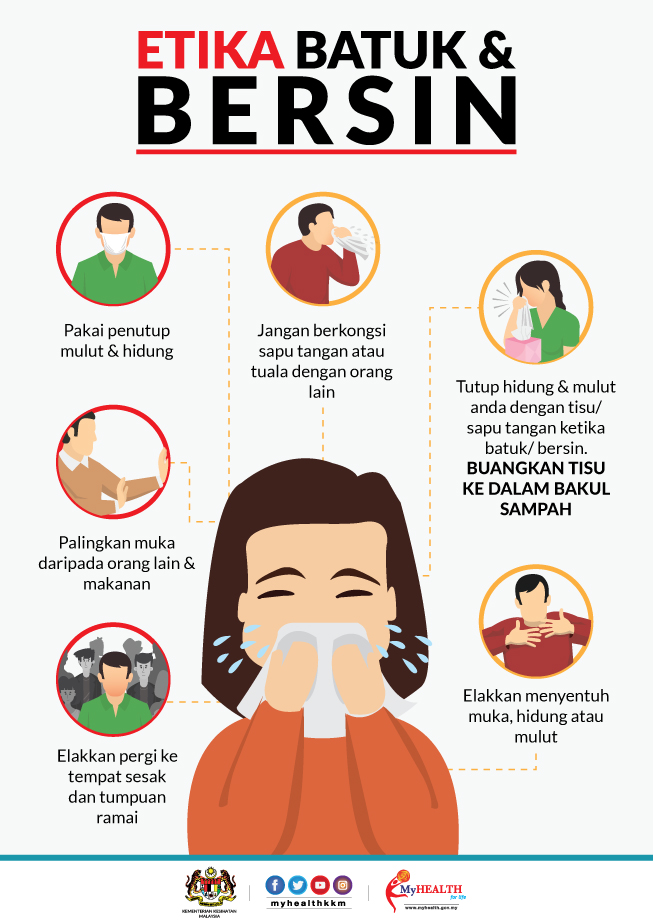 ETIKA BATUK &
BERSIN
Pakai penutup
mulut & hidung
Jangan berkongsi
sapu tangan atau
tuala dengan orang
lain
Tutup hidung & mulut
anda dengan tisu/
sapu tangan ketika
batuk/ bersin.
BUANGKAN TISU
KE DALAM BAKUL
SAMPAH
Palingkan muka
daripada orang lain &
makanan
Elakkan menyentuh
muka, hidung atau
mulut
Elakkan pergi ke
tempat sesak
dan tumpuan
ramai
KEMENTERIAN KESIHATAN
MALAYSIA
myhealthkkm
MyHEALTH
for life
www.myhealth.gov.my